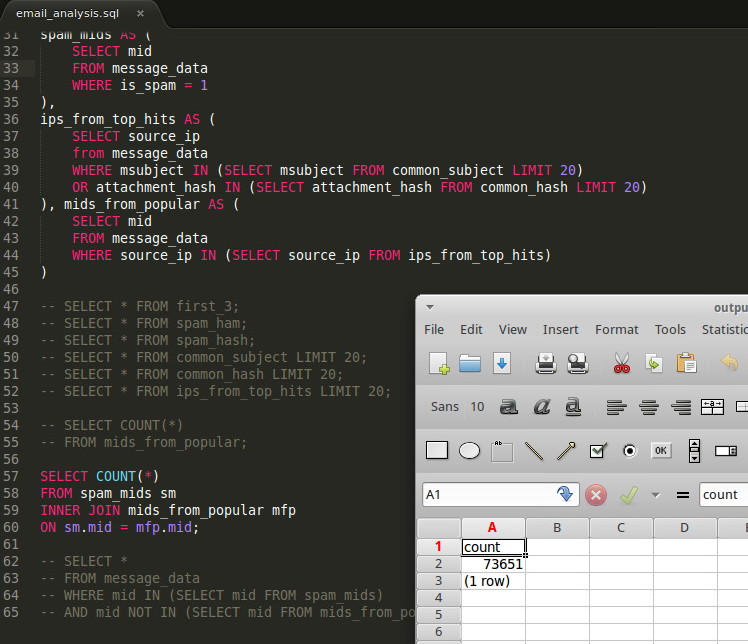 email_analysis.sql ×
31 spam_mids AS (
32 SELECT mid
33 FROM message_data
34 WHERE is_spam = 1
35 ),
36 ips_from_top_hits AS (
37 SELECT source_ip
38 from message_data
39 WHERE msubject IN (SELECT msubject FROM common_subject LIMIT 20)
40 OR attachment_hash IN (SELECT attachment_hash FROM common_hash LIMIT 20)
41 ), mids_from_popular AS (
42 SELECT mid
43 FROM message_data
44 WHERE source_ip IN (SELECT source_ip FROM ips_from_top_hits)
45 )
46
47 -- SELECT * FROM first_3;
48 -- SELECT * FROM spam_ham;
49 -- SELECT * FROM spam_hash;
50 -- SELECT * FROM common_subject LIMIT 20;
51 -- SELECT * FROM common_hash LIMIT 20;
52 -- SELECT * FROM ips_from_top_hits LIMIT 20;
53
54 -- SELECT COUNT(*)
55 -- FROM mids_from_popular;
56
57 SELECT COUNT(*)
58 FROM spam_mids sm
59 INNER JOIN mids_from_popular mfp
60 ON sm.mid = mfp.mid;
61
62 -- SELECT *
63 -- FROM message_data
64 -- WHERE mid IN (SELECT mid FROM spam_mids)
65 -- AND mid NOT IN (SELECT mid FROM mids_from_po
outpu
File Edit View Insert Format Tools Statistic
Sans 10 a a a
Ab OK
A1 = count
A B C D E
1 count
2 73651
3 (1 row)
4
5
6